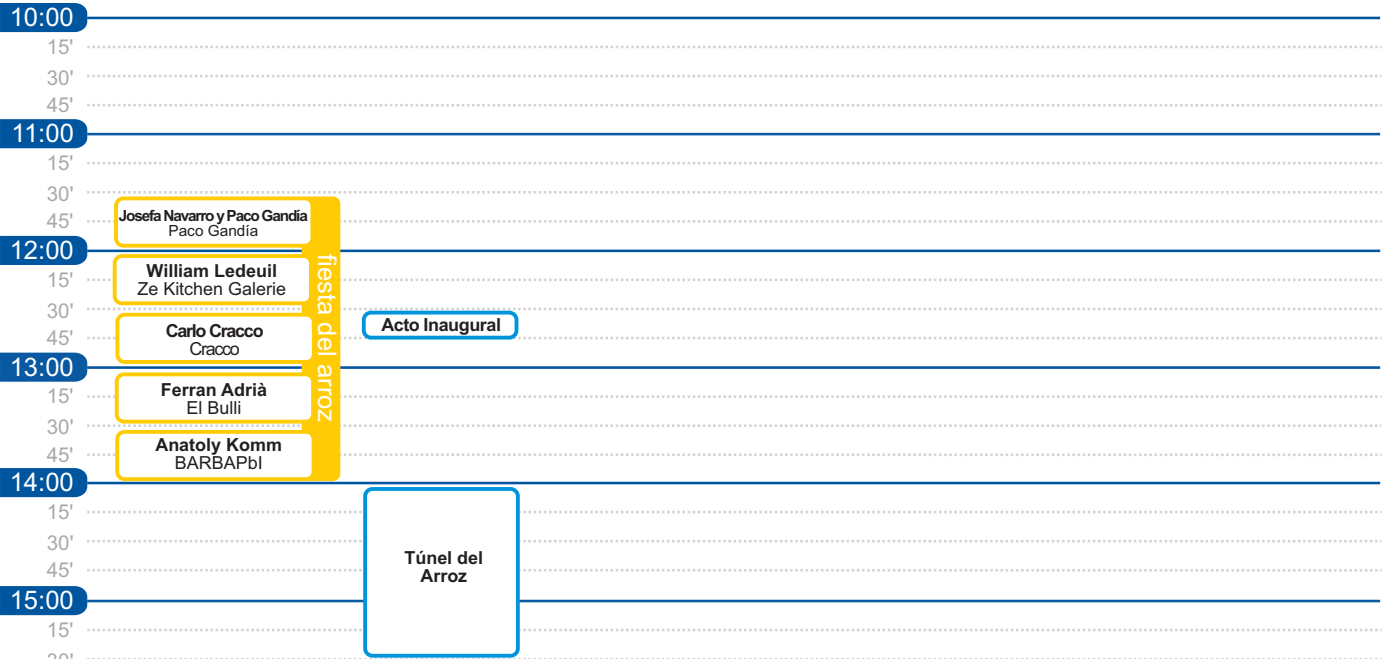 10:00
15'
30'
45'
11:00
15'
30'
45'
12:00
15'
30'
45'
13:00
15'
30'
45'
14:00
15'
30'
45'
15:00
15'
30'
Josefa Navarro y Paco Gandía
Paco Gandía
William Ledeuil
Ze Kitchen Galerie
Carlo Cracco
Cracco
Ferran Adrià
El Bulli
Anatoly Komm
BARBAPbI
fiesta del arroz
Acto Inaugural
Túnel del
Arroz